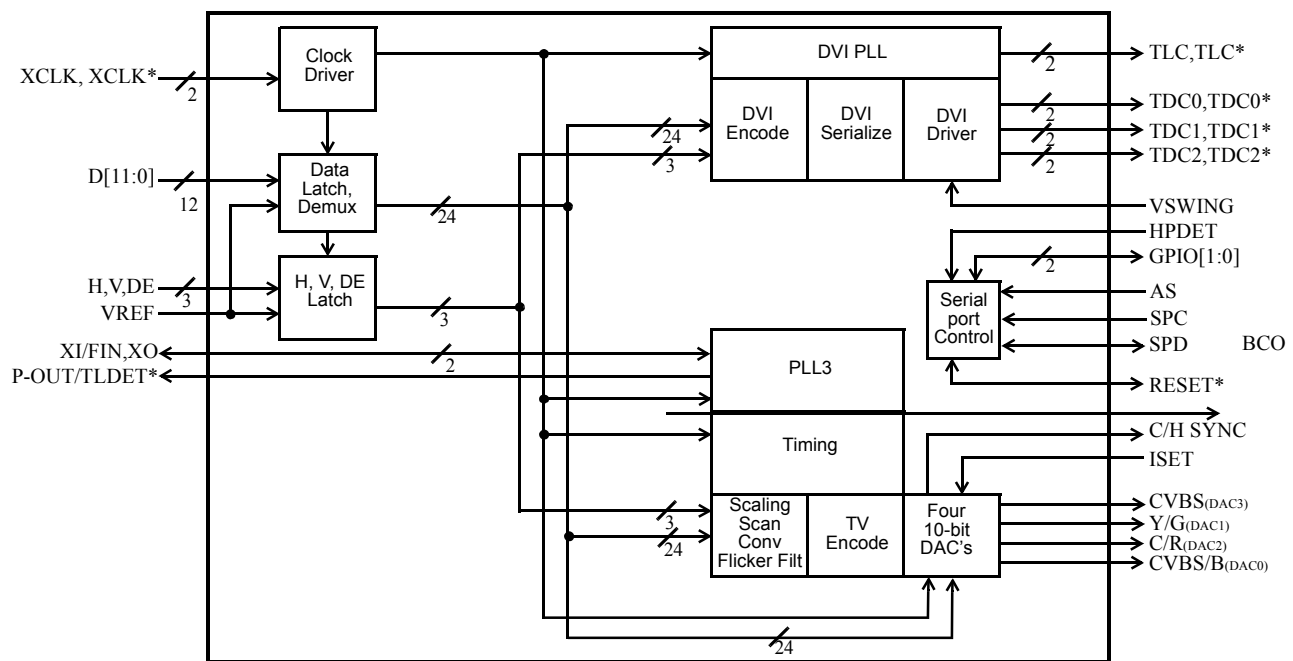 XCLK, XCLK*
2
Clock
Driver
DVI PLL
2
TLC,TLC*
DVI
Encode
DVI
Serialize
DVI
Driver
24
3
2
TDC0,TDC0*
2
TDC1,TDC1*
2
TDC2,TDC2*
D[11:0]
12
Data
Latch,
Demux
24
VSWING
HPDET
2
GPIO[1:0]
H,V,DE
3
VREF
H, V, DE
Latch
3
Serial
port
Control
AS
SPC
SPD
BCO
RESET*
XI/FIN,XO
2
P-OUT/TLDET*
PLL3
Timing
C/H SYNC
ISET
3
24
Scaling
Scan
Conv
Flicker Filt
TV
Encode
Four
10-bit
DAC's
CVBS(DAC3)
Y/G(DAC1)
C/R(DAC2)
CVBS/B(DAC0)
24